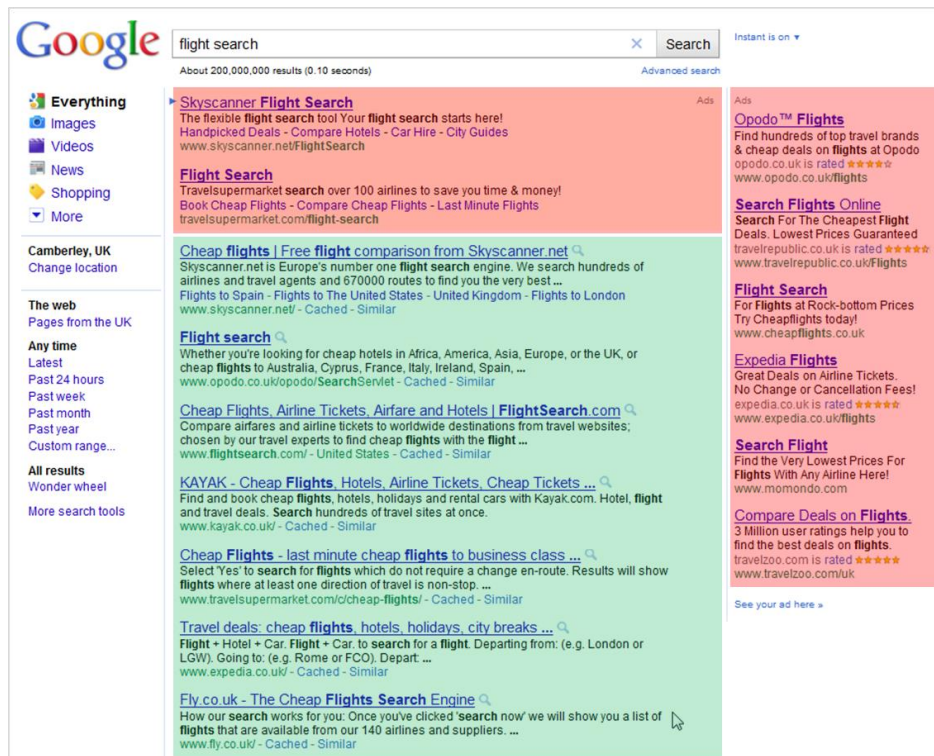 Google
flight search
Search
Instant is on
About 200,000,000 results (0.10 seconds)
Advanced search
Everything
Images
Videos
News
Shopping
More
Camberley, UK
Change location
The web
Pages from the UK
Any time
Latest
Past 24 hours
Past week
Past month
Past year
Custom range...
All results
Wonder wheel
More search tools
Ads
Skyscanner Flight Search
The flexible flight search tool Your flight search starts here!
Handpicked Deals - Compare Hotels - Car Hire - City Guides
www.skyscanner.net/FlightSearch
Flight Search
Travelsupermarket search over 100 airlines to save you time & money!
Book Cheap Flights - Compare Cheap Flights - Last Minute Flights
travelsupermarket.com/flight-search
Cheap flights | Free flight comparison from Skyscanner.net
Skyscanner.net is Europe's number one flight search engine. We search hundreds of
airlines and travel agents and 670000 routes to find you the very best ...
Flights to Spain - Flights to The United States - United Kingdom - Flights to London
www.skyscanner.net/ - Cached - Similar
Flight search
Whether you're looking for cheap hotels in Africa, America, Asia, Europe, or the UK, or
cheap flights to Australia, Cyprus, France, Italy, Ireland, Spain, ...
www.opodo.co.uk/opodo/SearchServlet - Cached - Similar
Cheap Flights, Airline Tickets, Airfare and Hotels | FlightSearch.com
Compare airfares and airline tickets to worldwide destinations from travel websites;
chosen by our travel experts to find cheap flights with the flight ...
www.flightsearch.com/ - United States - Cached - Similar
KAYAK - Cheap Flights, Hotels, Airline Tickets, Cheap Tickets ...
Find and book cheap flights, hotels, holidays and rental cars with Kayak.com. Hotel, flight
and travel deals. Search hundreds of travel sites at once.
www.kayak.co.uk/ - Cached - Similar
Cheap Flights - last minute cheap flights to business class ...
Select 'Yes' to search for flights which do not require a change en-route. Results will show
flights where at least one direction of travel is non-stop. ...
www.travelsupermarket.com/c/cheap-flights/ - Cached - Similar
Travel deals: cheap flights, hotels, holidays, city breaks ...
Flight + Hotel + Car. Flight + Car. to search for a flight. Departing from: (e.g. London or
LGW). Going to: (e.g. Rome or FCO). Depart: ...
www.expedia.co.uk/ - Cached - Similar
Fly.co.uk - The Cheap Flights Search Engine
How our search works for you: Once you've clicked 'search now' we will show you a list of
flights that are available from our 140 airlines and suppliers. ...
www.fly.co.uk/ - Cached - Similar
Ads
Opodo™ Flights
Find hundreds of top travel brands
& cheap deals on flights at Opodo
opodo.co.uk is rated
www.opodo.co.uk/flights
Search Flights Online
Search For The Cheapest Flight
Deals. Lowest Prices Guaranteed
travelrepublic.co.uk is rated
www.travelrepublic.co.uk/Flights
Flight Search
For Flights at Rock-bottom Prices
Try Cheapflights today!
www.cheapflights.co.uk
Expedia Flights
Great Deals on Airline Tickets.
No Change or Cancellation Fees!
expedia.co.uk is rated
www.expedia.co.uk/flights
Search Flight
Find the Very Lowest Prices For
Flights With Any Airline Here!
www.momondo.com
Compare Deals on Flights.
3 Million user ratings help you to
find the best deals on flights.
travelzoo.com is rated
www.travelzoo.com/uk
See your ad here »